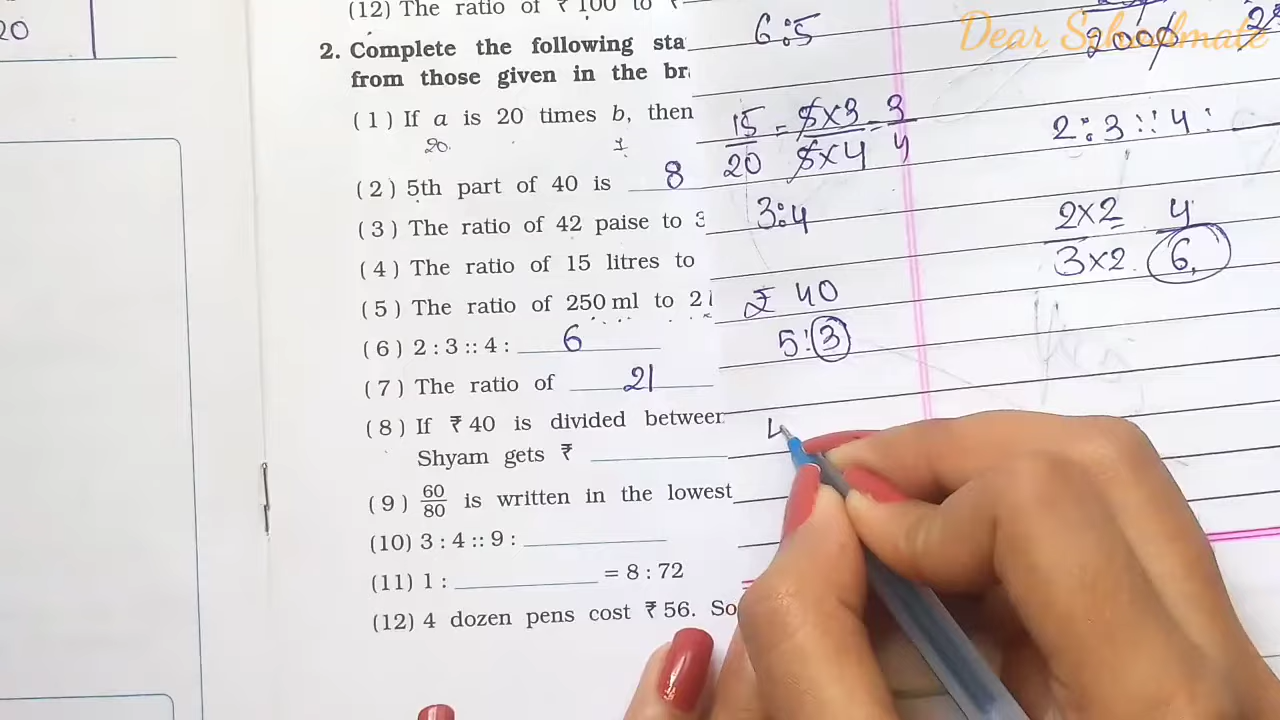 20
(12) The ratio of ₹ 100 to ₹
2. Complete the following sta
from those given in the br
(1) If a is 20 times b, then
20. 1
(2) 5th part of 40 is 8
(3) The ratio of 42 paise to 3
(4) The ratio of 15 litres to
(5) The ratio of 250 ml to 2 l
(6) 2 : 3 :: 4 : 6
(7) The ratio of 21
(8) If ₹ 40 is divided between
Shyam gets ₹
(9) 60/80 is written in the lowest
(10) 3 : 4 :: 9 :
(11) 1 : = 8 : 72
(12) 4 dozen pens cost ₹ 56. So
6:5
15/20 = 5×3/5×4 = 3/4
3:4
₹ 40
5:3
Dear Schoolmate
2000
2:3::4:
2×2/3×2 4/6